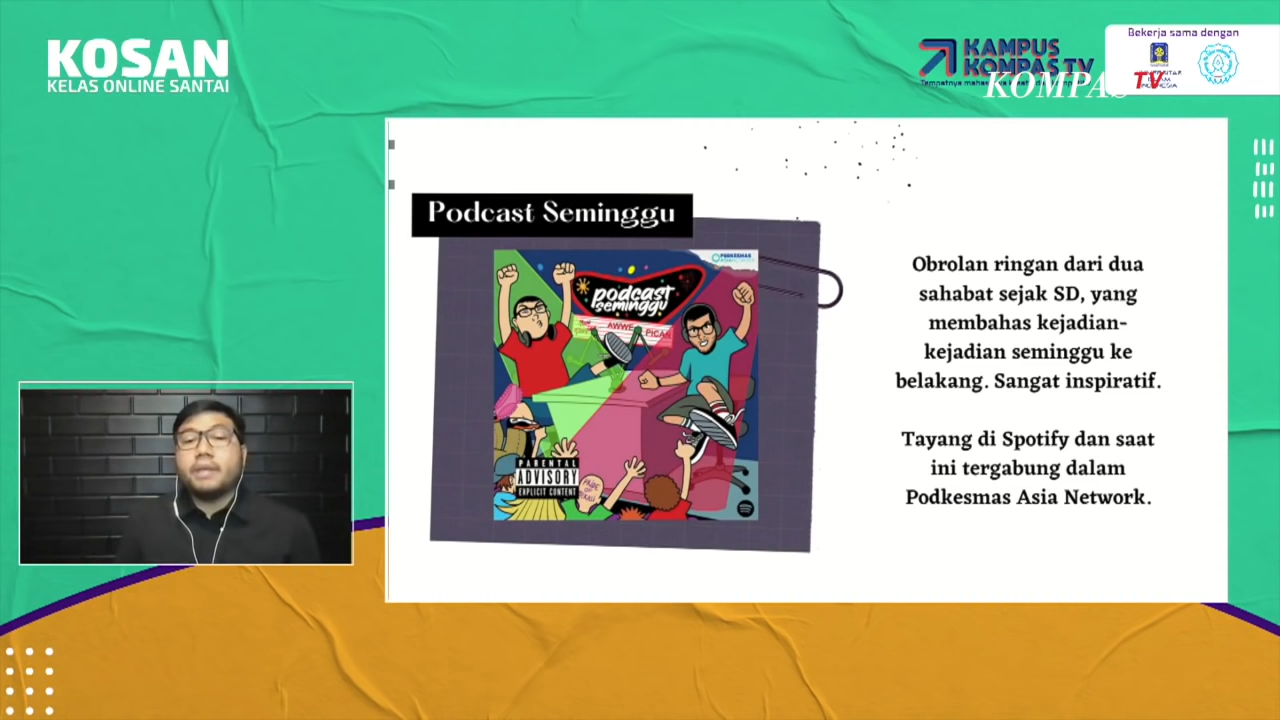 KOSAN
KELAS ONLINE SANTAI
KAMPUS
KOMPAS TV
KOMPAS TV
Bekerja sama dengan
Podcast Seminggu
podcast
seminggu
AWWE PICAN
PARENTAL
ADVISORY
EXPLICIT CONTENT
Obrolan ringan dari dua
sahabat sejak SD, yang
membahas kejadian-
kejadian seminggu ke
belakang. Sangat inspiratif.
Tayang di Spotify dan saat
ini tergabung dalam
Podkesmas Asia Network.